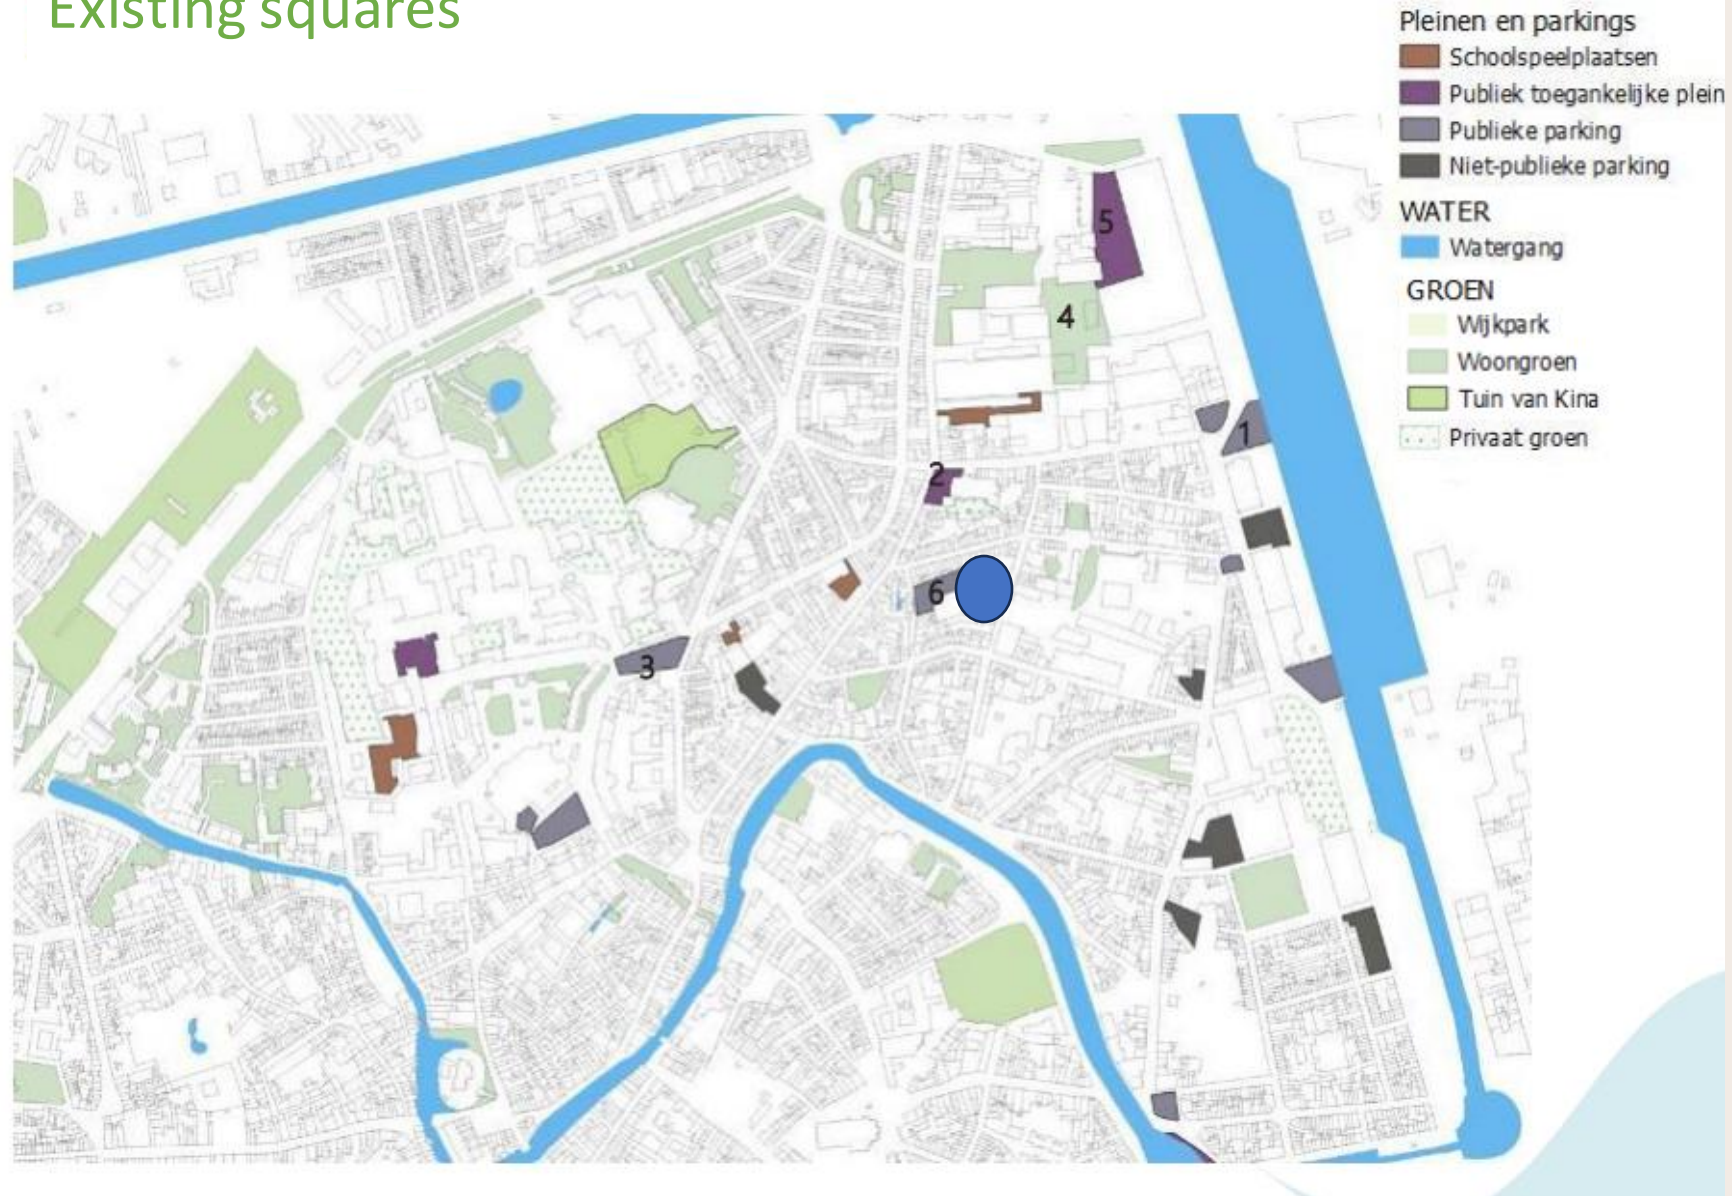 Existing squares
Pleinen en parkings
Schoolspeelplaatsen
Publiek toegankelijke plein
Publieke parking
Niet-publieke parking
WATER
Watergang
GROEN
Wijkpark
Woongroen
Tuin van Kina
Privaat groen
5
4
1
2
6
3